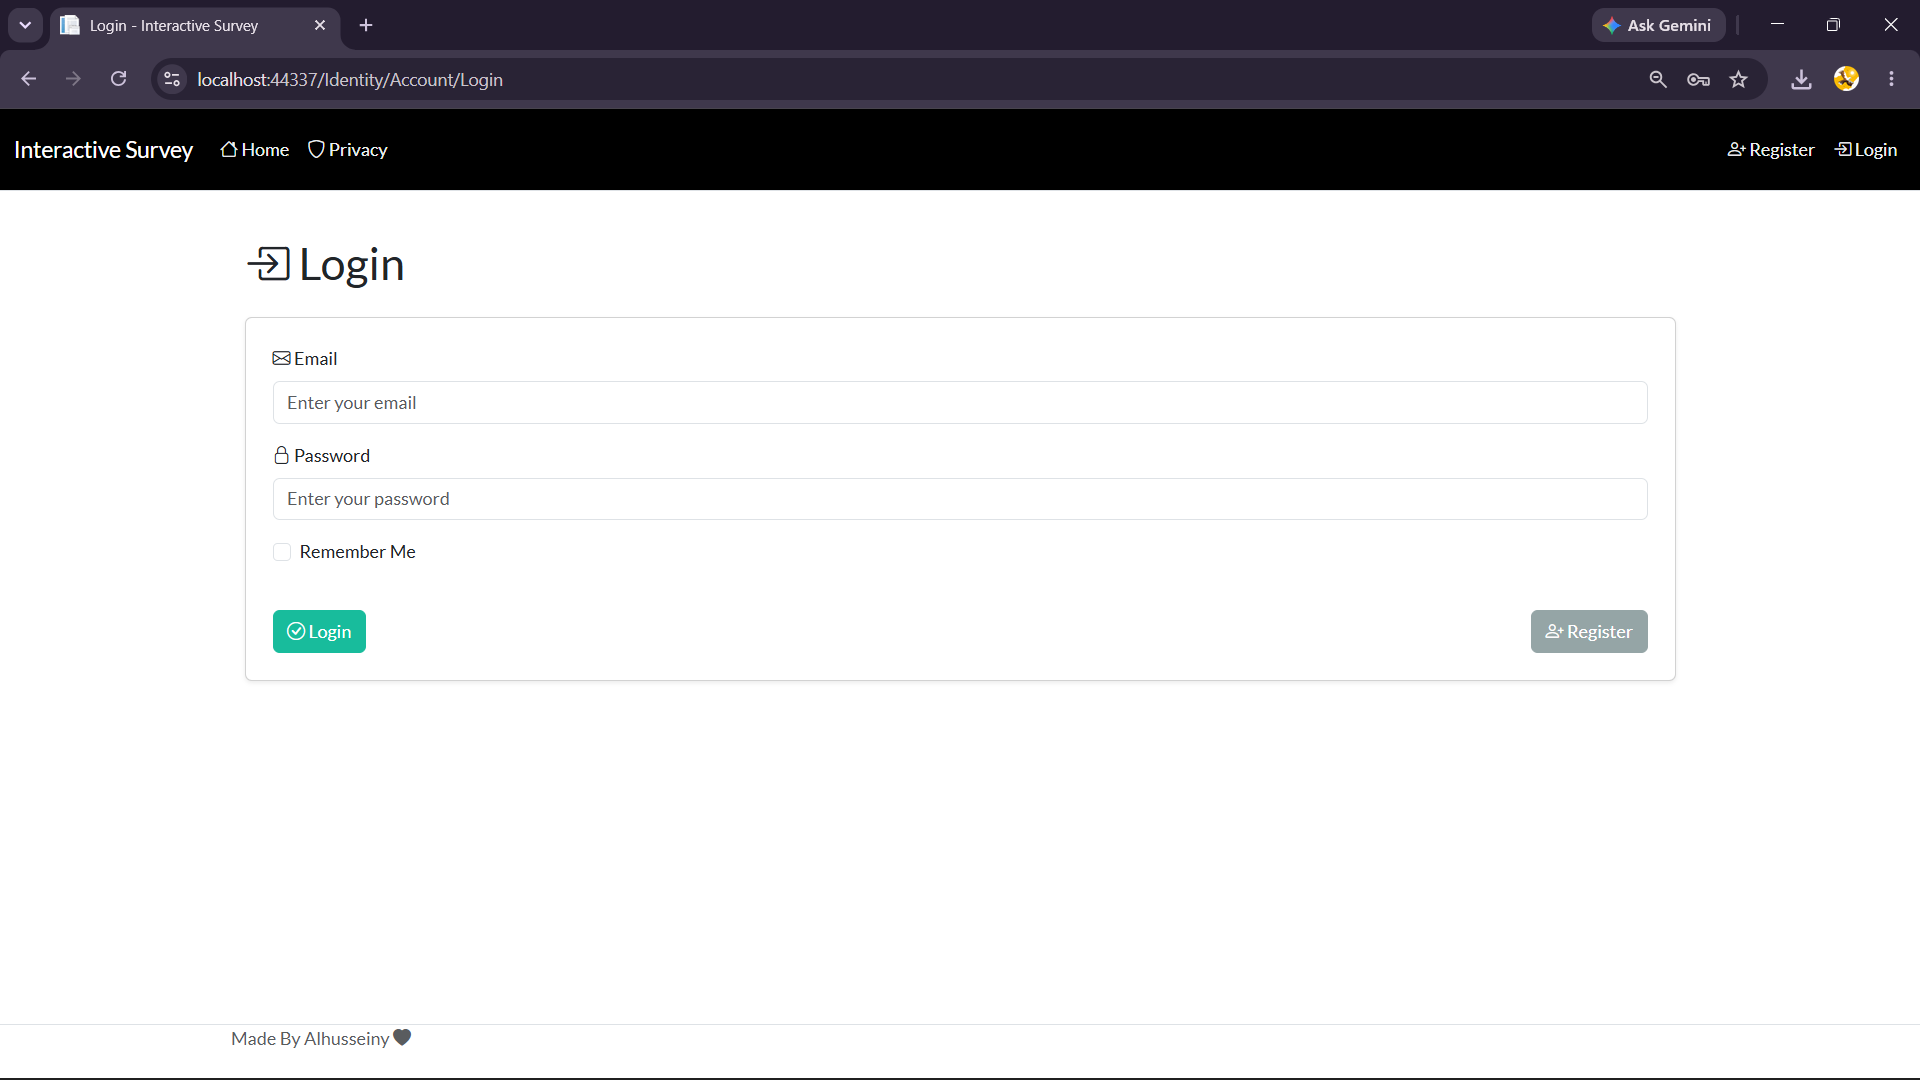 Login - Interactive Survey
Ask Gemini
localhost:44337/Identity/Account/Login
Interactive Survey Home Privacy Register Login
Login
Email
Enter your email
Password
Enter your password
Remember Me
Login Register
Made By Alhusseiny